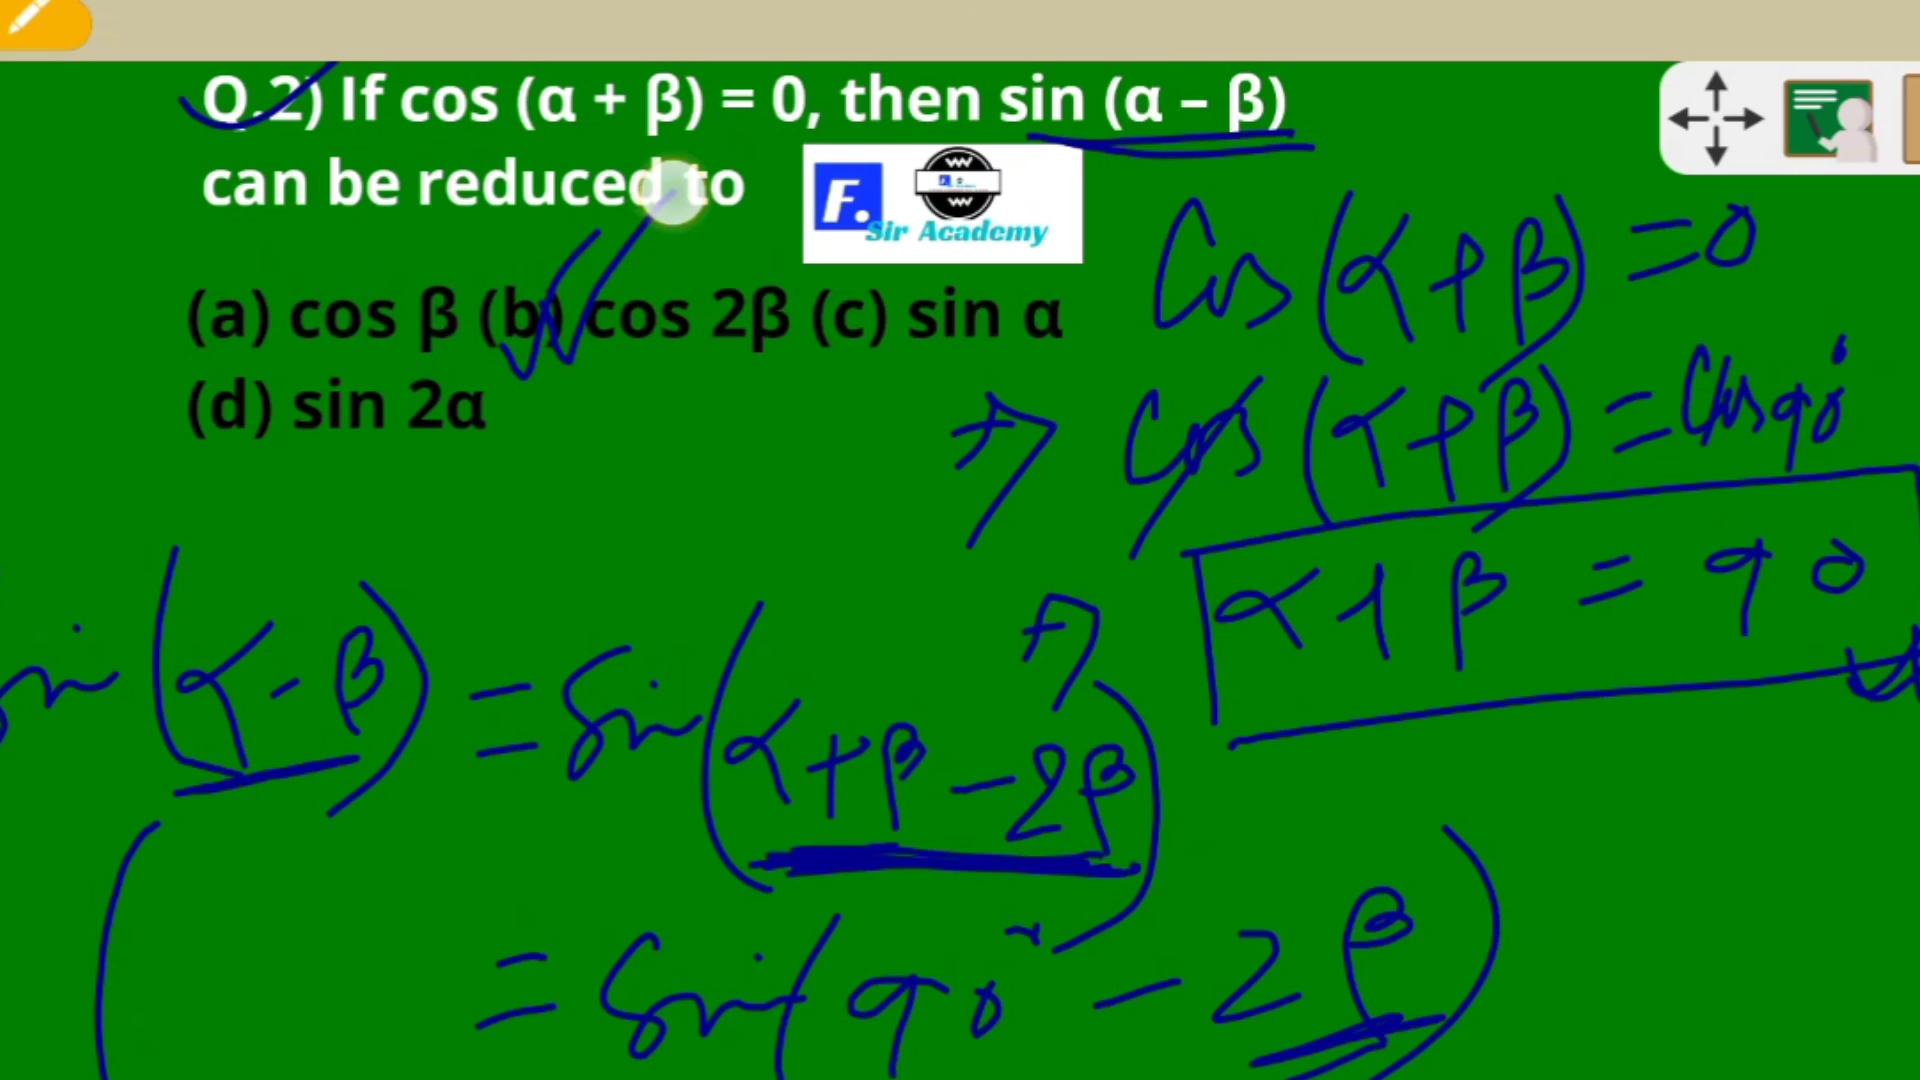 Q.2) If cos (α + β) = 0, then sin (α – β)
can be reduced to
F.
Sir Academy
(a) cos β (b) cos 2β (c) sin α
(d) sin 2α
Cos (α + β) = 0
⇒ Cos (α + β) = Cos 90°
⇒ α + β = 90
(α - β) = Sin (α + β - 2β)
= Sin (90° - 2β)